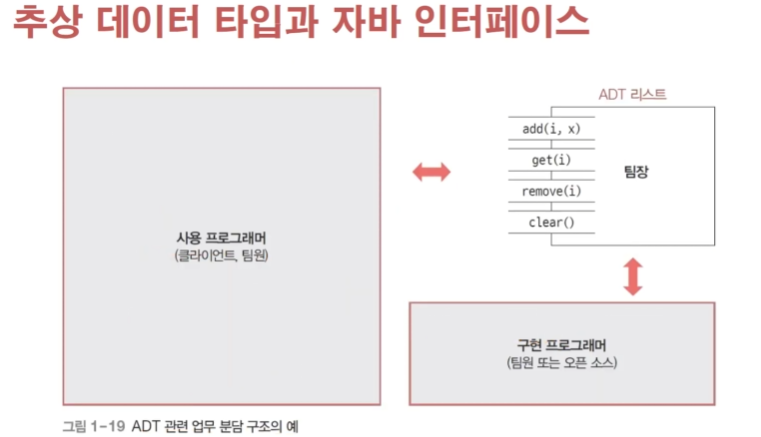 추상 데이터 타입과 자바 인터페이스
사용 프로그래머
(클라이언트, 팀원)
ADT 리스트
add(i, x)
get(i)
remove(i)
clear()
팀장
구현 프로그래머
(팀원 또는 오픈 소스)
그림 1-19 ADT 관련 업무 분담 구조의 예